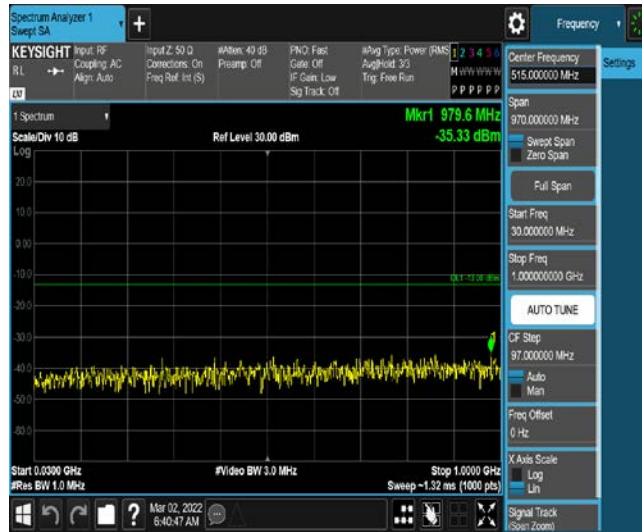 Spectrum Analyzer 1
Swept SA
Frequency
KEYSIGHT
RL
LXI
Input: RF
Coupling: AC
Align: Auto
Input Z: 50 Ω
Corrections: On
Freq Ref: Int (S)
#Atten: 40 dB
Preamp: Off
PNO: Fast
Gate: Off
IF Gain: Low
Sig Track: Off
#Avg Type: Power (RMS
Avg|Hold: 3/3
Trig: Free Run
1 2 3 4 5 6
M W W W W W
P P P P P P
1 Spectrum
Scale/Div 10 dB
Log
Ref Level 30.00 dBm
Mkr1 979.6 MHz
-35.33 dBm
20.0
10.0
0.00
-10.0
DL1 -13.00 dBm
-20.0
-30.0
-40.0
-50.0
-60.0
Start 0.0300 GHz
#Res BW 1.0 MHz
#Video BW 3.0 MHz
Stop 1.0000 GHz
Sweep ~1.32 ms (1000 pts)
Mar 02, 2022
6:40:47 AM
Center Frequency
515.000000 MHz
Settings
Span
970.000000 MHz
Swept Span
Zero Span
Full Span
Start Freq
30.000000 MHz
Stop Freq
1.000000000 GHz
AUTO TUNE
CF Step
97.000000 MHz
Auto
Man
Freq Offset
0 Hz
X Axis Scale
Log
Lin
Signal Track
(Span Zoom)